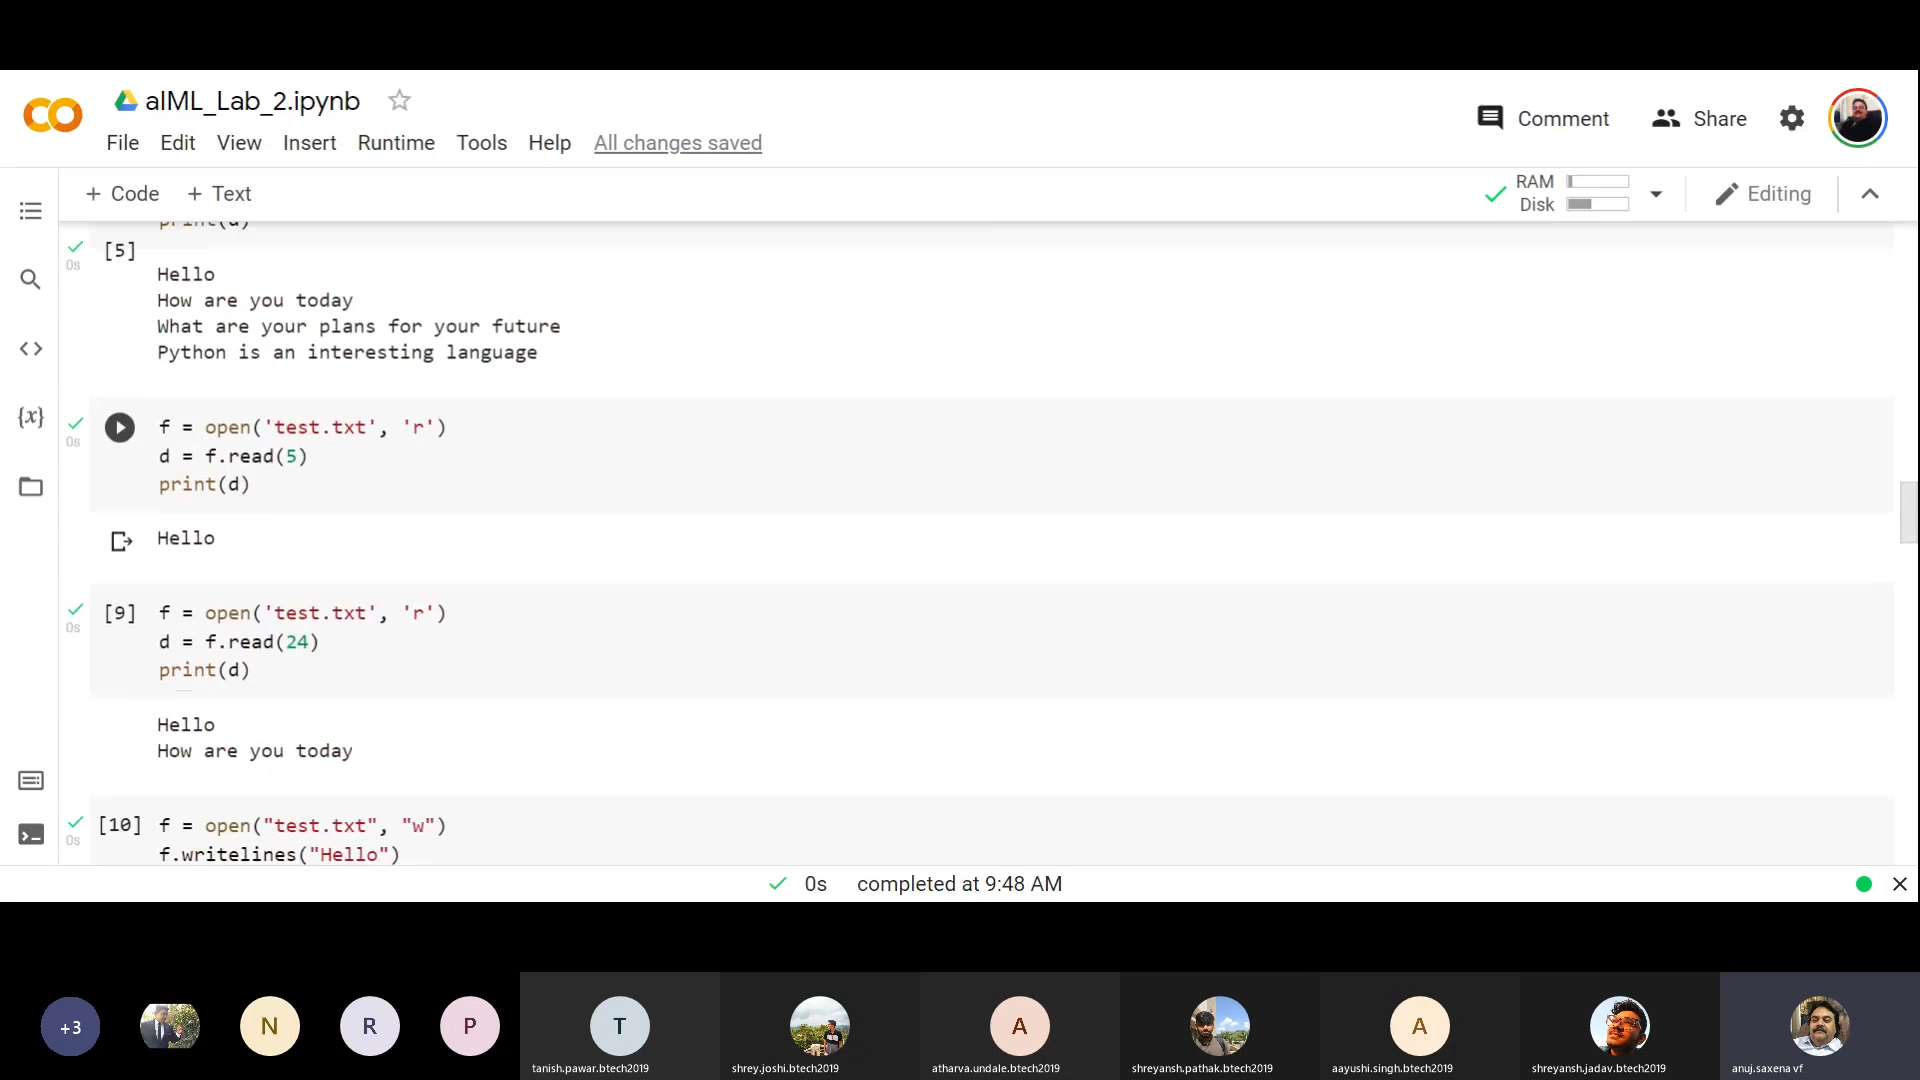 aIML_Lab_2.ipynb
Comment
Share
File Edit View Insert Runtime Tools Help All changes saved
+ Code + Text
RAM
Disk
Editing
print(d)
[5]
0s
Hello
How are you today
What are your plans for your future
Python is an interesting language
f = open('test.txt', 'r')
0s
d = f.read(5)
print(d)
Hello
[9] f = open('test.txt', 'r')
0s
d = f.read(24)
print(d)
Hello
How are you today
[10] f = open("test.txt", "w")
0s
f.writelines("Hello")
0s completed at 9:48 AM
+3 N R P T A A
tanish.pawar.btech2019 shrey.joshi.btech2019 atharva.undale.btech2019 shreyansh.pathak.btech2019 aayushi.singh.btech2019 shreyansh.jadav.btech2019 anuj.saxena vf